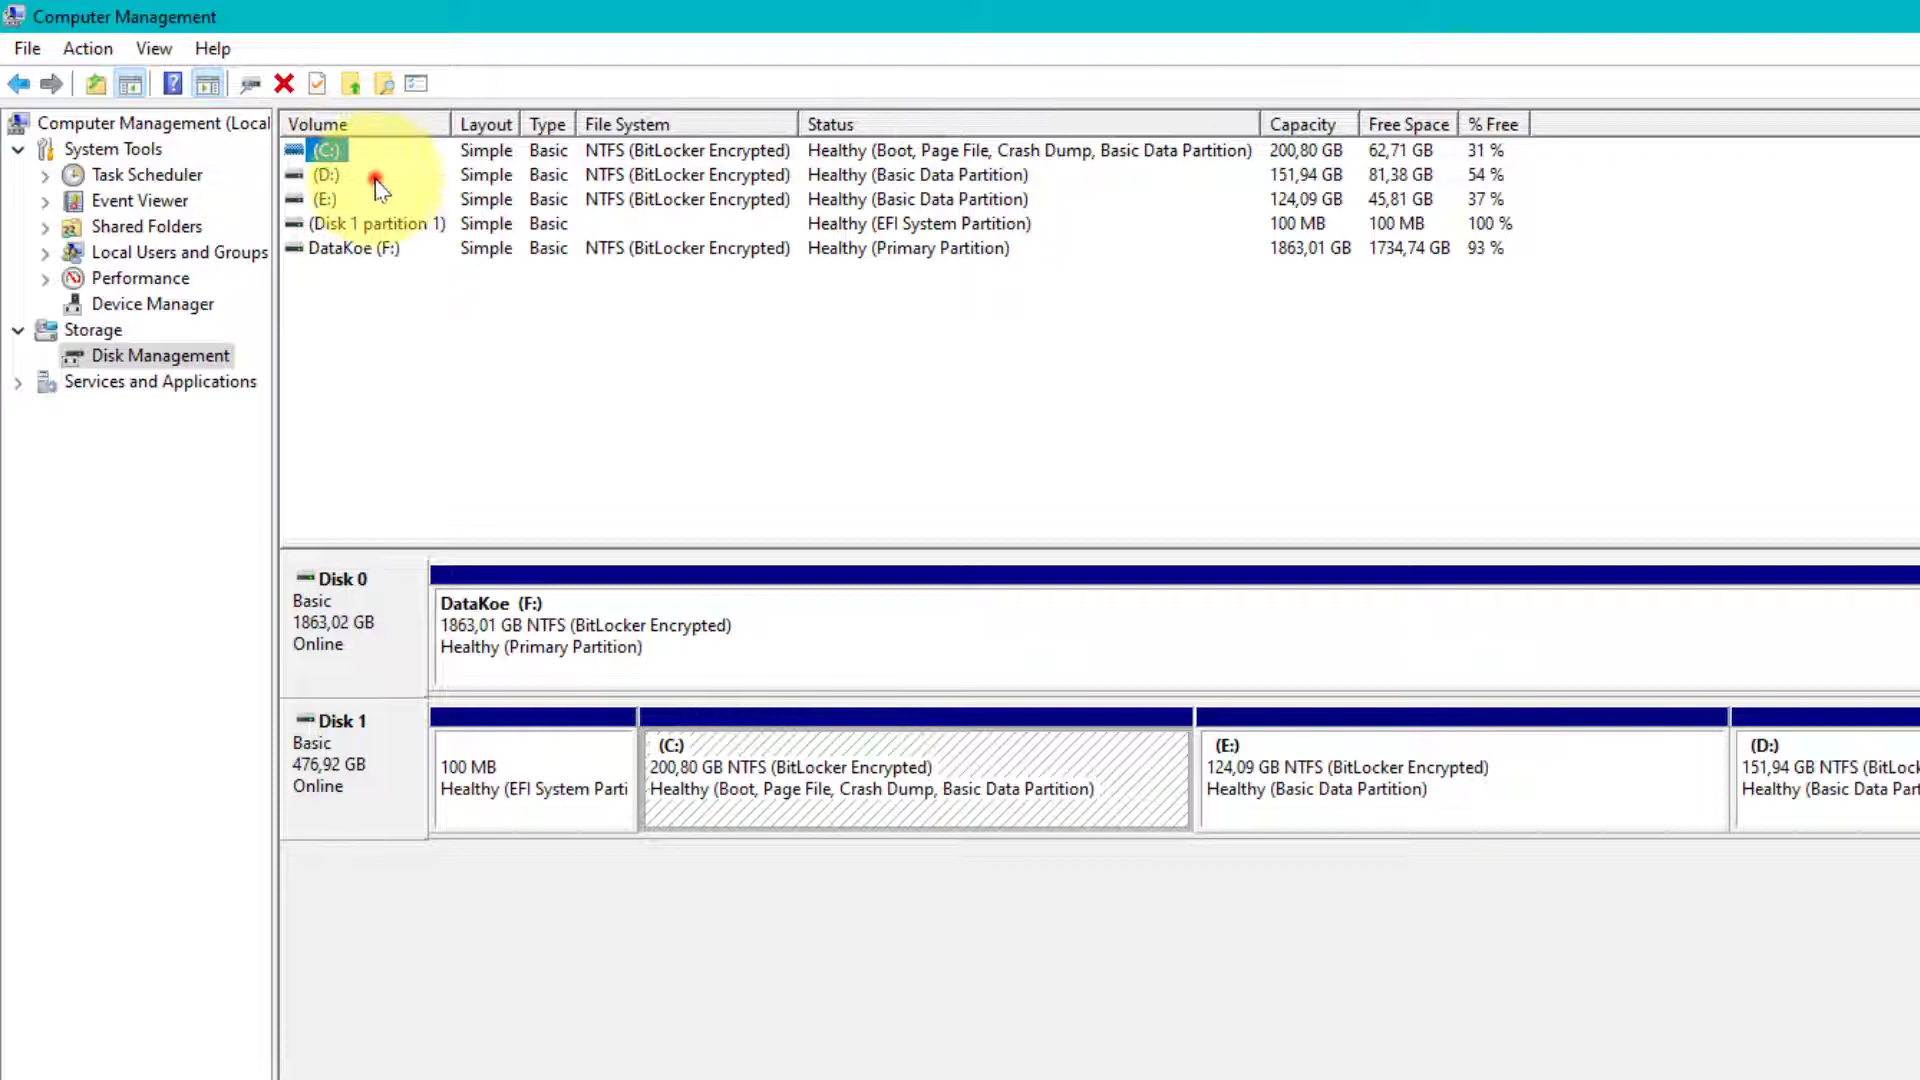 Computer Management
File Action View Help
Computer Management (Local
System Tools
Task Scheduler
Event Viewer
Shared Folders
Local Users and Groups
Performance
Device Manager
Storage
Disk Management
Services and Applications
Volume Layout Type File System Status Capacity Free Space % Free
(C:) Simple Basic NTFS (BitLocker Encrypted) Healthy (Boot, Page File, Crash Dump, Basic Data Partition) 200,80 GB 62,71 GB 31 %
(D:) Simple Basic NTFS (BitLocker Encrypted) Healthy (Basic Data Partition) 151,94 GB 81,38 GB 54 %
(E:) Simple Basic NTFS (BitLocker Encrypted) Healthy (Basic Data Partition) 124,09 GB 45,81 GB 37 %
(Disk 1 partition 1) Simple Basic Healthy (EFI System Partition) 100 MB 100 MB 100 %
DataKoe (F:) Simple Basic NTFS (BitLocker Encrypted) Healthy (Primary Partition) 1863,01 GB 1734,74 GB 93 %
Disk 0
Basic
1863,02 GB
Online
DataKoe (F:)
1863,01 GB NTFS (BitLocker Encrypted)
Healthy (Primary Partition)
Disk 1
Basic
476,92 GB
Online
100 MB
Healthy (EFI System Parti
(C:)
200,80 GB NTFS (BitLocker Encrypted)
Healthy (Boot, Page File, Crash Dump, Basic Data Partition)
(E:)
124,09 GB NTFS (BitLocker Encrypted)
Healthy (Basic Data Partition)
(D:)
151,94 GB NTFS (BitLock
Healthy (Basic Data Part